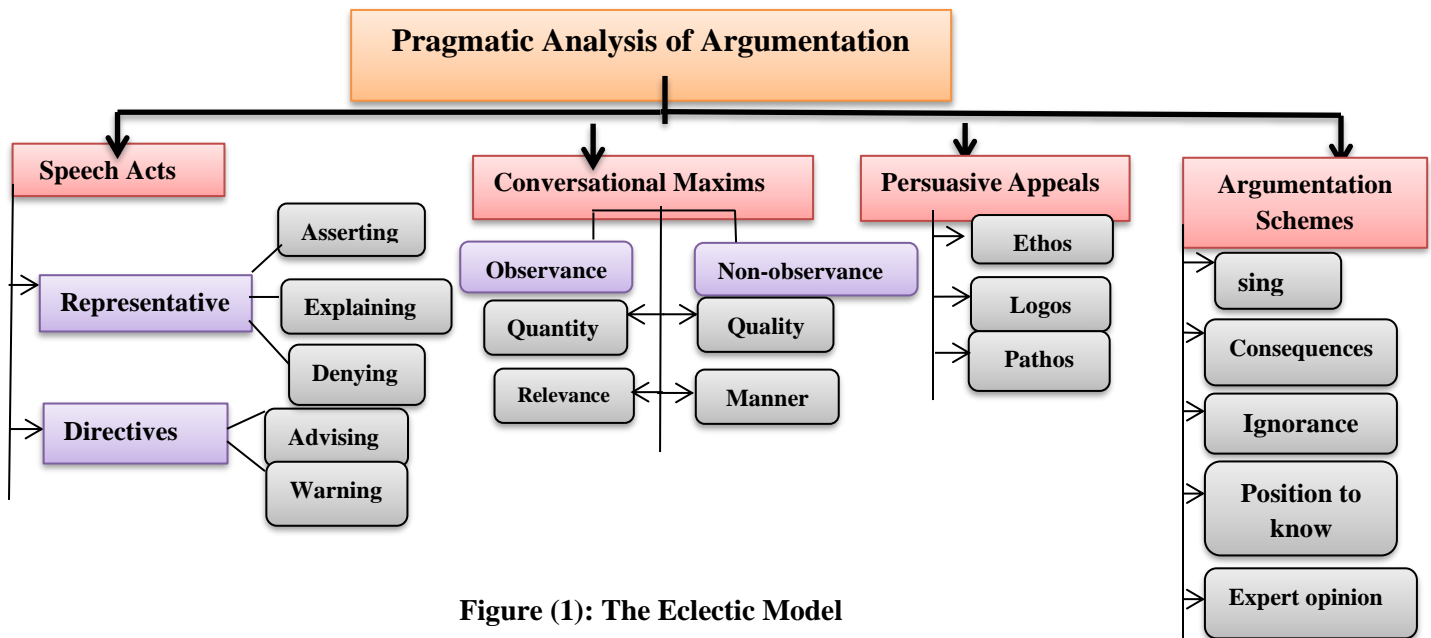 Pragmatic Analysis of Argumentation
Speech Acts
Representative
Asserting
Explaining
Denying
Directives
Advising
Warning
Conversational Maxims
Observance
Non-observance
Quantity
Quality
Relevance
Manner
Persuasive Appeals
Ethos
Logos
Pathos
Argumentation
Schemes
sing
Consequences
Ignorance
Position to
know
Expert opinion
Figure (1): The Eclectic Model